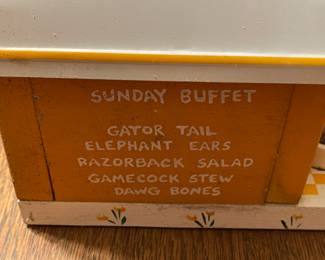 SUNDAY BUFFET
GATOR TAIL
ELEPHANT EARS
RAZORBACK SALAD
GAMECOCK STEW
DAWG BONES